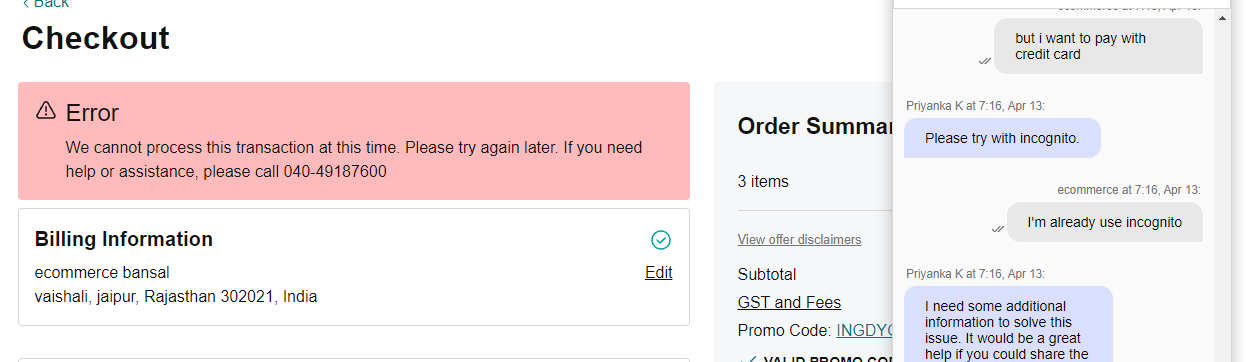 Back
Checkout
Error
We cannot process this transaction at this time. Please try again later. If you need
help or assistance, please call 040-49187600
Billing Information
ecommerce bansal
Edit
vaishali, jaipur, Rajasthan 302021, India
Order Summar
3 items
View offer disclaimers
Subtotal
GST and Fees
Promo Code: INGDYC
VALID PROMO COD
ecommerce at 7:16, Apr 13:
but i want to pay with
credit card
Priyanka K at 7:16, Apr 13:
Please try with incognito.
ecommerce at 7:16, Apr 13:
I'm already use incognito
Priyanka K at 7:16, Apr 13:
I need some additional
information to solve this
issue. It would be a great
help if you could share the